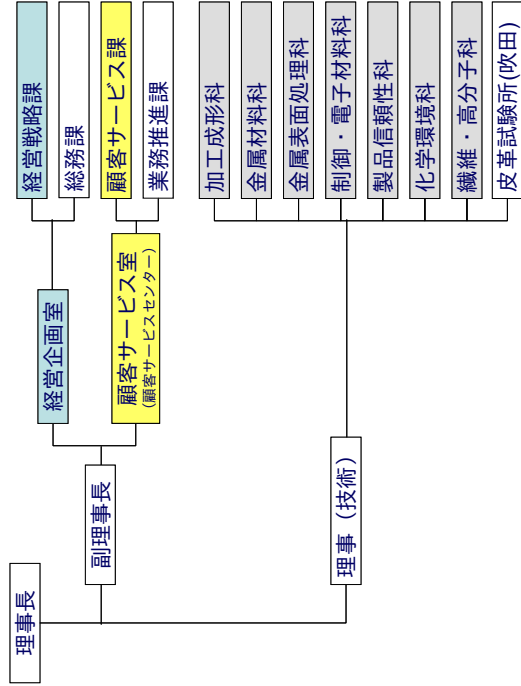 理事長
副理事長
経営企画室
経営戦略課
総務課
顧客サービス室
(顧客サービスセンター)
顧客サービス課
業務推進課
理事(技術)
加工成形科
金属材料科
金属表面処理科
制御・電子材料科
製品信頼性科
化学環境科
繊維・高分子科
皮革試験所(吹田)